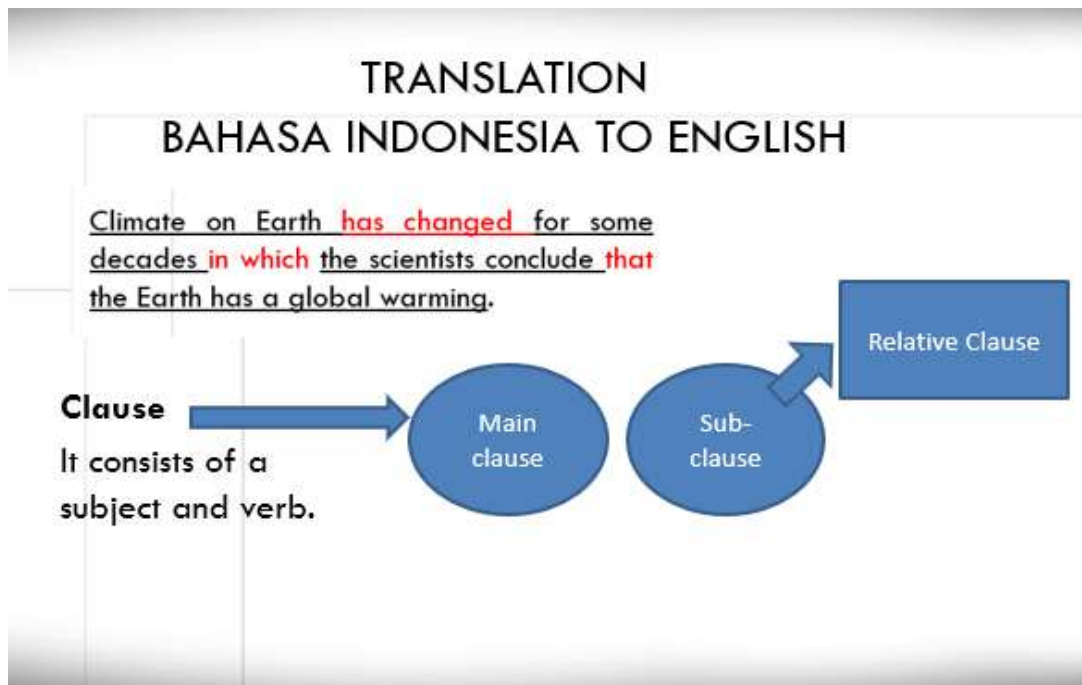 TRANSLATION
BAHASA INDONESIA TO ENGLISH
Climate on Earth has changed for some
decades in which the scientists conclude that
the Earth has a global warming.
Relative Clause
Clause
Main
clause
Sub-
clause
It consists of a
subject and verb.